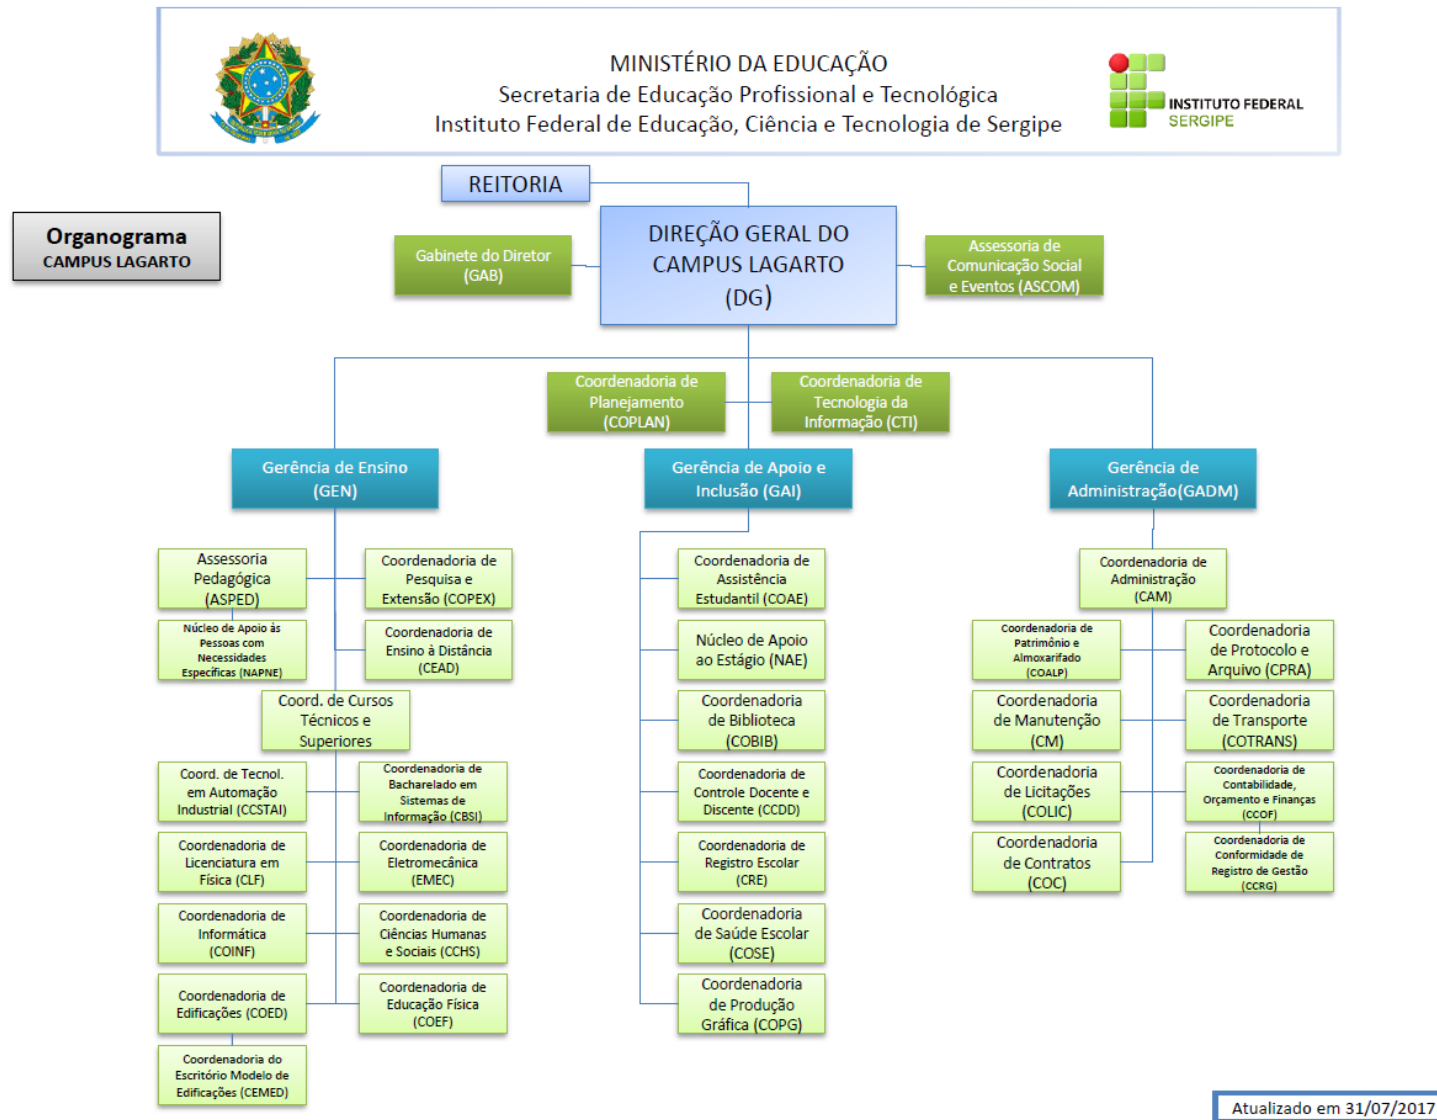 MINISTÉRIO DA EDUCAÇÃO
Secretaria de Educação Profissional e Tecnológica
Instituto Federal de Educação, Ciência e Tecnologia de Sergipe
INSTITUTO FEDERAL
SERGIPE
REITORIA
Organograma
CAMPUS LAGARTO
Gabinete do Diretor
(GAB)
DIREÇÃO GERAL DO
CAMPUS LAGARTO
(DG)
Assessoria de
Comunicação Social
e Eventos (ASCOM)
Coordenadoria de
Planejamento
(COPLAN)
Coordenadoria de
Tecnologia da
Informação (CTI)
Gerência de Ensino
(GEN)
Gerência de Apoio e
Inclusão (GAI)
Gerência de
Administração(GADM)
Assessoria
Pedagógica
(ASPED)
Coordenadoria de
Pesquisa e
Extensão (COPEX)
Núcleo de Apoio às
Pessoas com
Necessidades
Específicas (NAPNE)
Coordenadoria de
Ensino à Distância
(CEAD)
Coord. de Cursos
Técnicos e
Superiores
Coord. de Tecnol.
em Automação
Industrial (CCSTAI)
Coordenadoria de
Bacharelado em
Sistemas de
Informação (CBSI)
Coordenadoria de
Licenciatura em
Física (CLF)
Coordenadoria de
Eletromecânica
(EMEC)
Coordenadoria de
Informática
(COINF)
Coordenadoria de
Ciências Humanas
e Sociais (CCHS)
Coordenadoria de
Edificações (COED)
Coordenadoria de
Educação Física
(COEF)
Coordenadoria do
Escritório Modelo de
Edificações (CEMED)
Coordenadoria de
Assistência
Estudantil (COAE)
Núcleo de Apoio
ao Estágio (NAE)
Coordenadoria
de Biblioteca
(COBIB)
Coordenadoria de
Controle Docente e
Discente (CCDD)
Coordenadoria de
Registro Escolar
(CRE)
Coordenadoria
de Saúde Escolar
(COSE)
Coordenadoria
de Produção
Gráfica (COPG)
Coordenadoria de
Administração
(CAM)
Coordenadoria de
Patrimônio e
Almoxarifado
(COALP)
Coordenadoria
de Protocolo e
Arquivo (CPRA)
Coordenadoria
de Manutenção
(CM)
Coordenadoria
de Transporte
(COTRANS)
Coordenadoria
de Licitações
(COLIC)
Coordenadoria de
Contabilidade,
Orçamento e Finanças
(CCOF)
Coordenadoria
de Contratos
(COC)
Coordenadoria de
Conformidade de
Registro de Gestão
(CCRG)
Atualizado em 31/07/2017